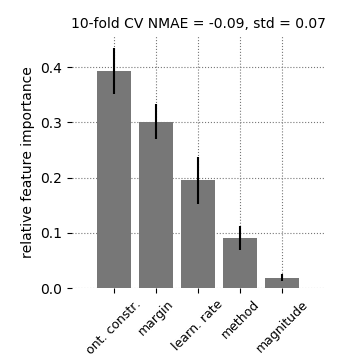 10-fold CV NMAE = -0.09, std = 0.07
relative feature importance
0.4
0.3
0.2
0.1
0.0
ont. constr.
margin
learn. rate
method
magnitude